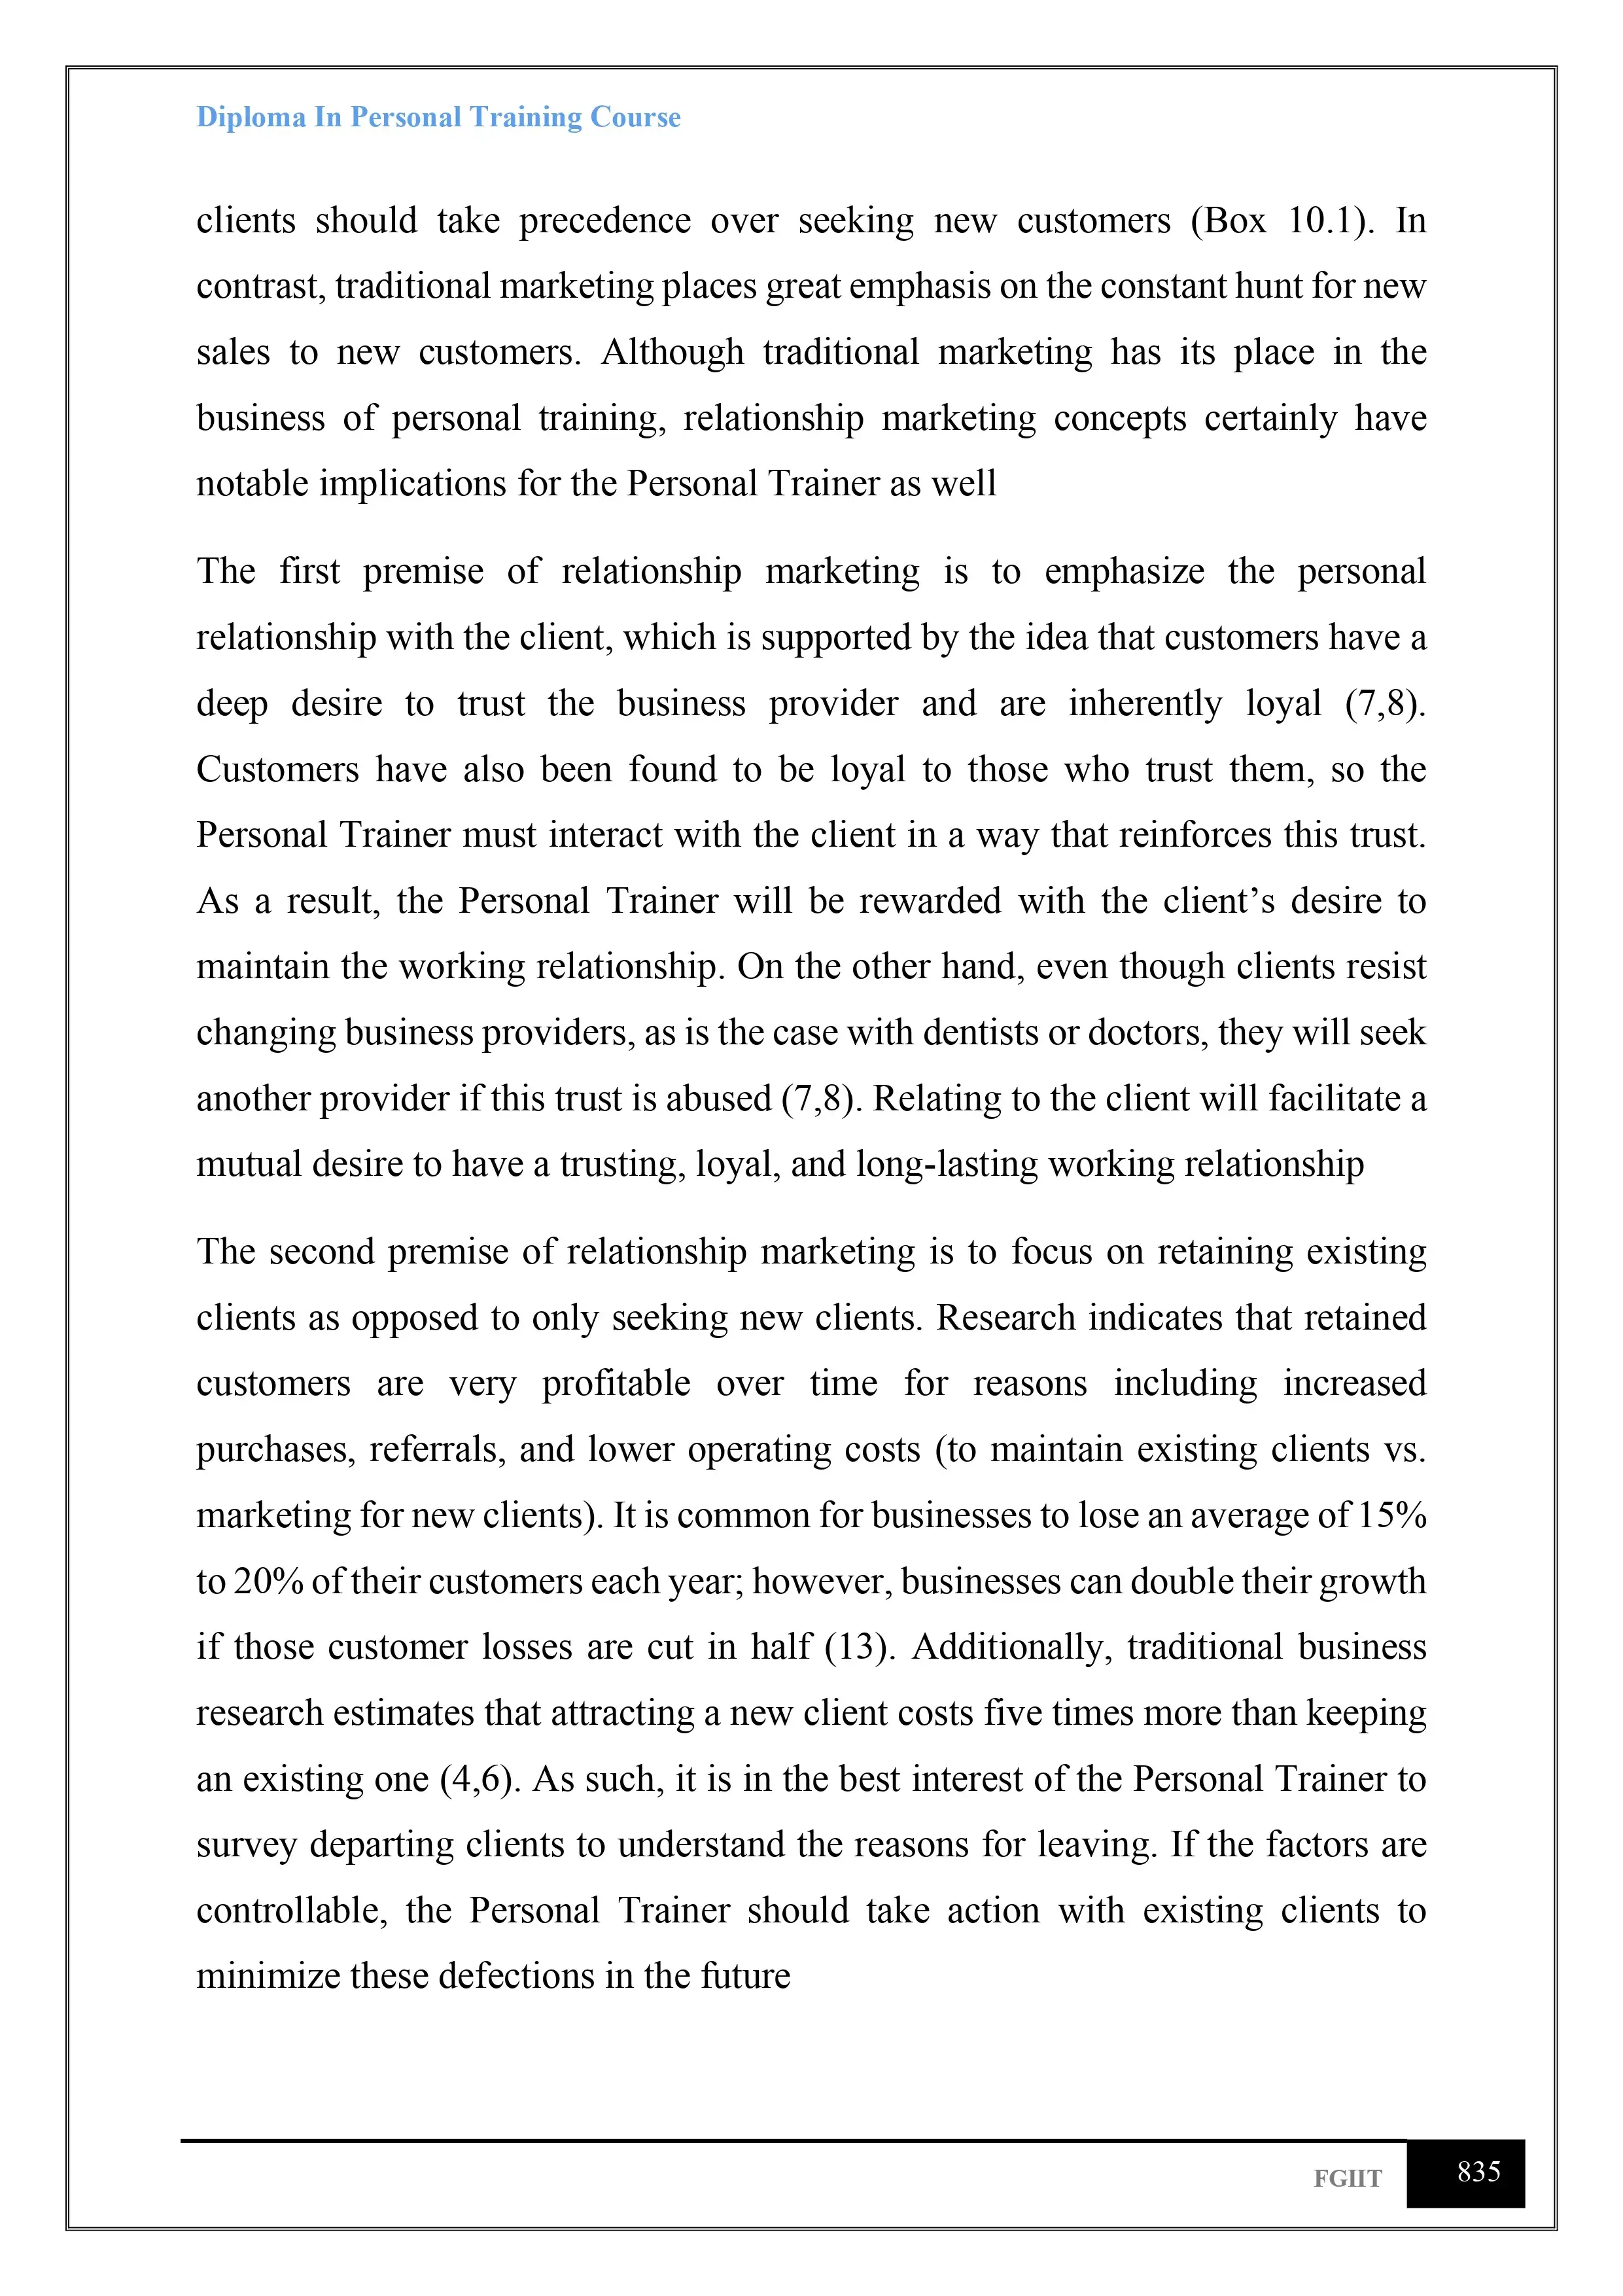 Diploma In Personal Training Course
clients should take precedence over seeking new customers (Box 10.1). In
contrast, traditional marketing places great emphasis on the constant hunt for new
sales to new customers. Although traditional marketing has its place in the
business of personal training, relationship marketing concepts certainly have
notable implications for the Personal Trainer as well
The first premise of relationship marketing is to emphasize the personal
relationship with the client, which is supported by the idea that customers have a
deep desire to trust the business provider and are inherently loyal (7,8).
Customers have also been found to be loyal to those who trust them, so the
Personal Trainer must interact with the client in a way that reinforces this trust.
As a result, the Personal Trainer will be rewarded with the client’s desire to
maintain the working relationship. On the other hand, even though clients resist
changing business providers, as is the case with dentists or doctors, they will seek
another provider if this trust is abused (7,8). Relating to the client will facilitate a
mutual desire to have a trusting, loyal, and long-lasting working relationship
The second premise of relationship marketing is to focus on retaining existing
clients as opposed to only seeking new clients. Research indicates that retained
customers are very profitable over time for reasons including increased
purchases, referrals, and lower operating costs (to maintain existing clients vs.
marketing for new clients). It is common for businesses to lose an average of 15%
to 20% of their customers each year; however, businesses can double their growth
if those customer losses are cut in half (13). Additionally, traditional business
research estimates that attracting a new client costs five times more than keeping
an existing one (4,6). As such, it is in the best interest of the Personal Trainer to
survey departing clients to understand the reasons for leaving. If the factors are
controllable, the Personal Trainer should take action with existing clients to
minimize these defections in the future
FGIIT 835